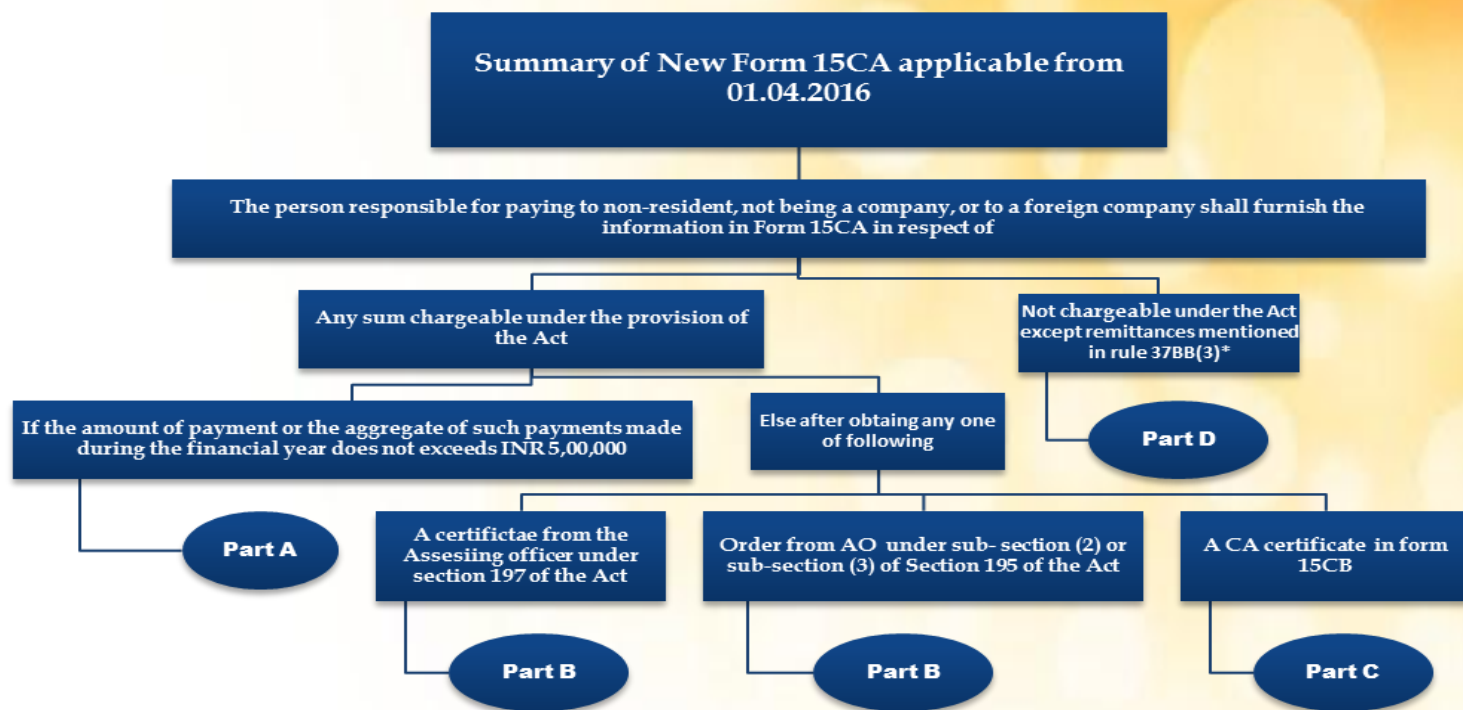 Summary of New Form 15CA applicable from
01.04.2016
The person responsible for paying to non-resident, not being a company, or to a foreign company shall furnish the
information in Form 15CA in respect of
Any sum chargeable under the provision of
the Act
Not chargeable under the Act
except remittances mentioned
in rule 37BB(3)*
If the amount of payment or the aggregate of such payments made
during the financial year does not exceeds INR 5,00,000
Else after obtaing any one
of following
Part D
Part A
A certifictae from the
Assesiing officer under
section 197 of the Act
Order from AO under sub- section (2) or
sub-section (3) of Section 195 of the Act
A CA certificate in form
15CB
Part B
Part B
Part C